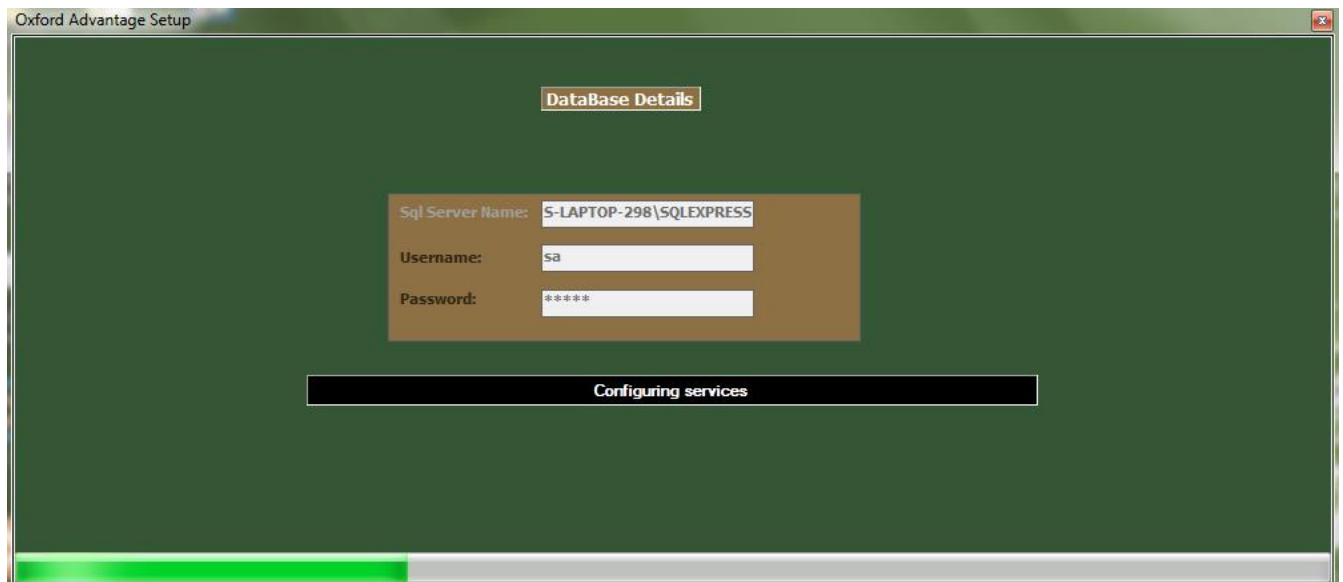 Oxford Advantage Setup
DataBase Details
Sql Server Name: S-LAPTOP-298\SQLEXPRESS
Username: sa
Password: *****
Configuring services